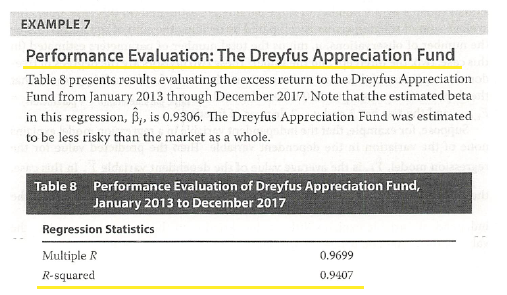 EXAMPLE 7
Performance Evaluation: The Dreyfus Appreciation Fund
Table 8 presents results evaluating the excess return to the Dreyfus Appreciation
Fund from January 2013 through December 2017. Note that the estimated beta
in this regression, β̂ᵢ, is 0.9306. The Dreyfus Appreciation Fund was estimated
to be less risky than the market as a whole.
Table 8 Performance Evaluation of Dreyfus Appreciation Fund,
January 2013 to December 2017
Regression Statistics
Multiple R 0.9699
R-squared 0.9407